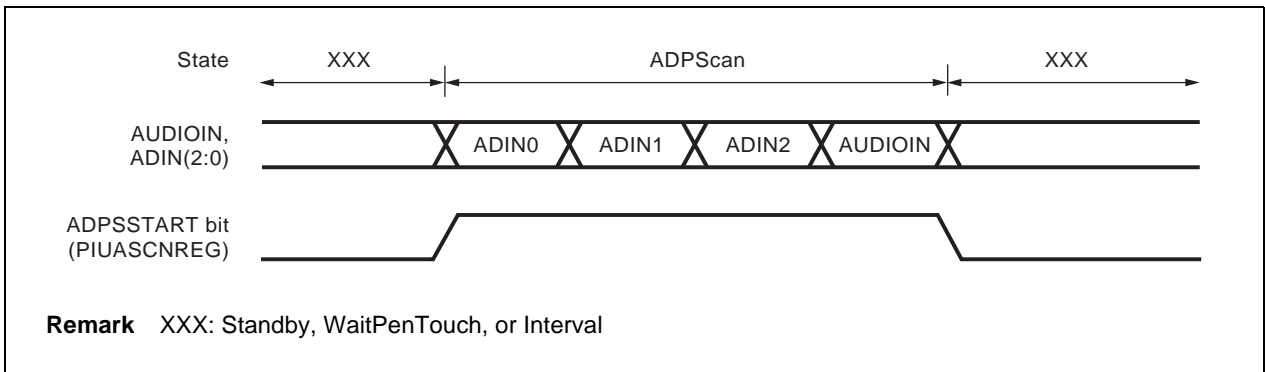 State XXX ADPScan XXX
AUDIOIN,
ADIN(2:0)
ADIN0 ADIN1 ADIN2 AUDIOIN
ADPSSTART bit
(PIUASCNREG)
Remark XXX: Standby, WaitPenTouch, or Interval